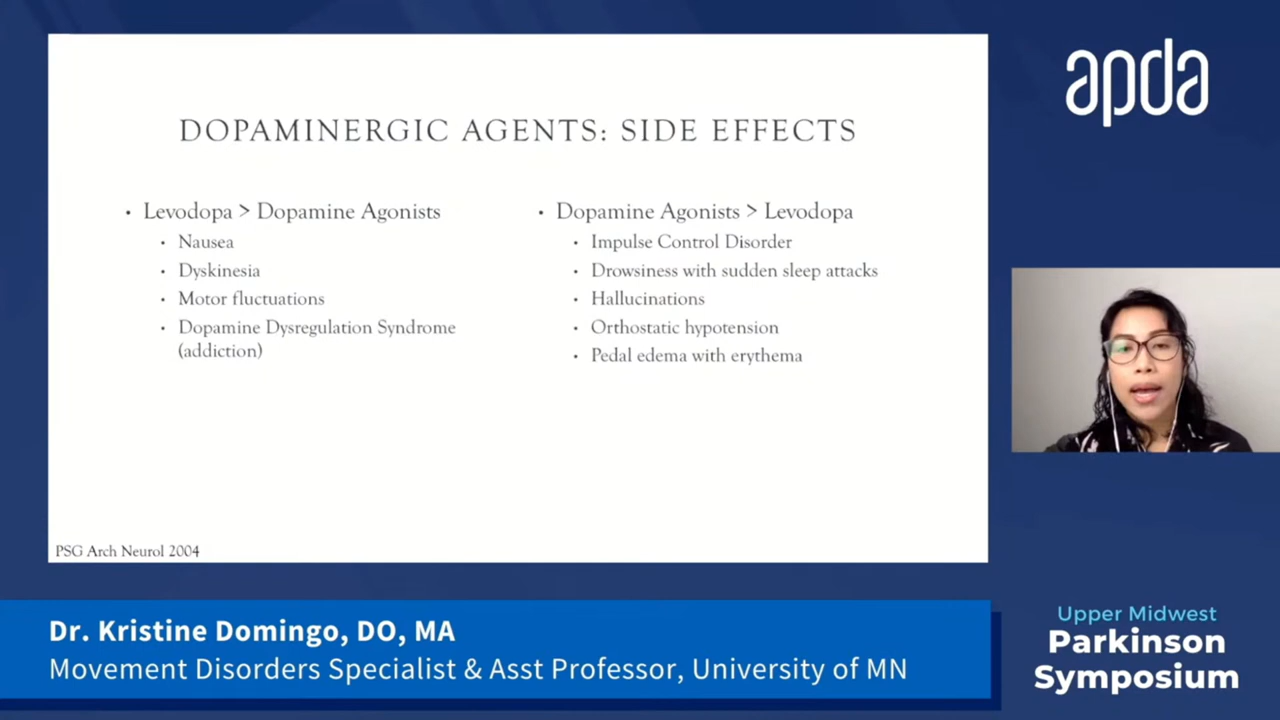 DOPAMINERGIC AGENTS: SIDE EFFECTS
• Levodopa > Dopamine Agonists
• Nausea
• Dyskinesia
• Motor fluctuations
• Dopamine Dysregulation Syndrome
(addiction)
• Dopamine Agonists > Levodopa
• Impulse Control Disorder
• Drowsiness with sudden sleep attacks
• Hallucinations
• Orthostatic hypotension
• Pedal edema with erythema
PSG Arch Neurol 2004
apda
Dr. Kristine Domingo, DO, MA
Movement Disorders Specialist & Asst Professor, University of MN
Upper Midwest
Parkinson
Symposium